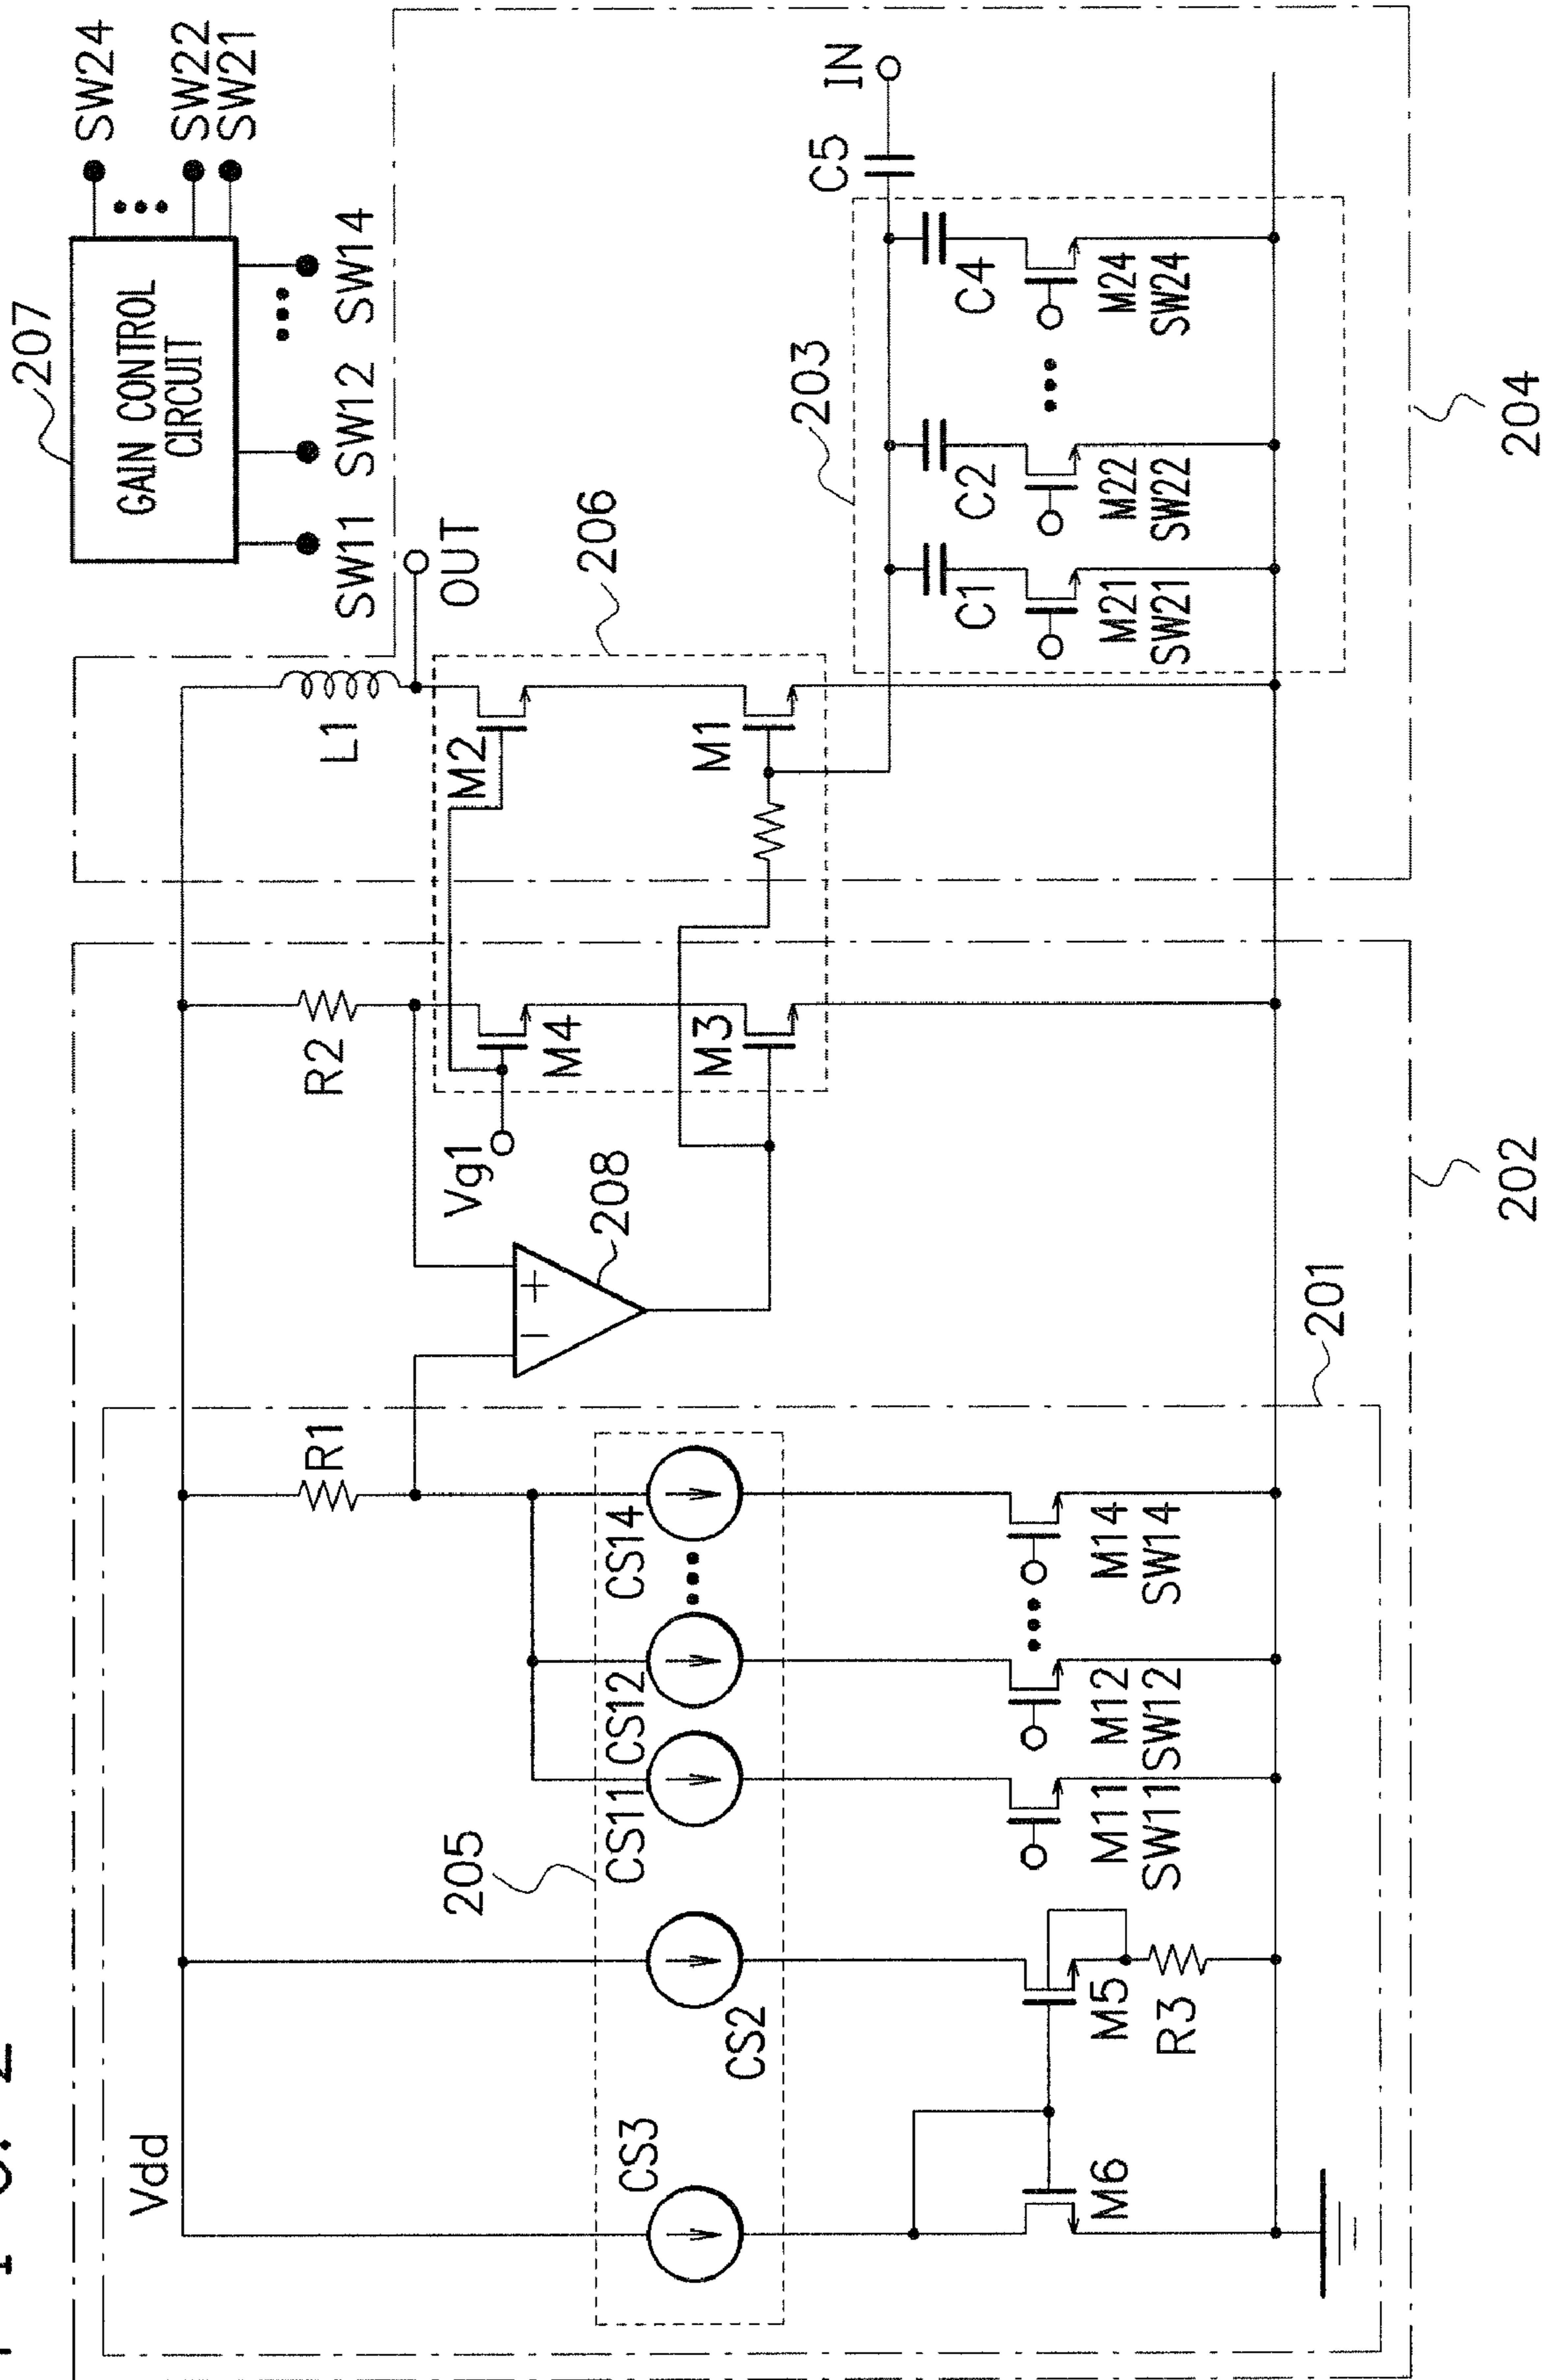 207
GAIN CONTROL
CIRCUIT
SW24
SW22
SW21
SW11
SW12
SW14
OUT
IN
Vdd
R1
R2
L1
206
M2
M4
Vg1
M3
M1
208
+
−
205
CS3
CS2
CS11
CS12
CS14
203
C5
C1
C2
C4
M21
SW21
M22
SW22
M24
SW24
M6
M5
R3
M11
SW11
M12
SW12
M14
SW14
201
202
204